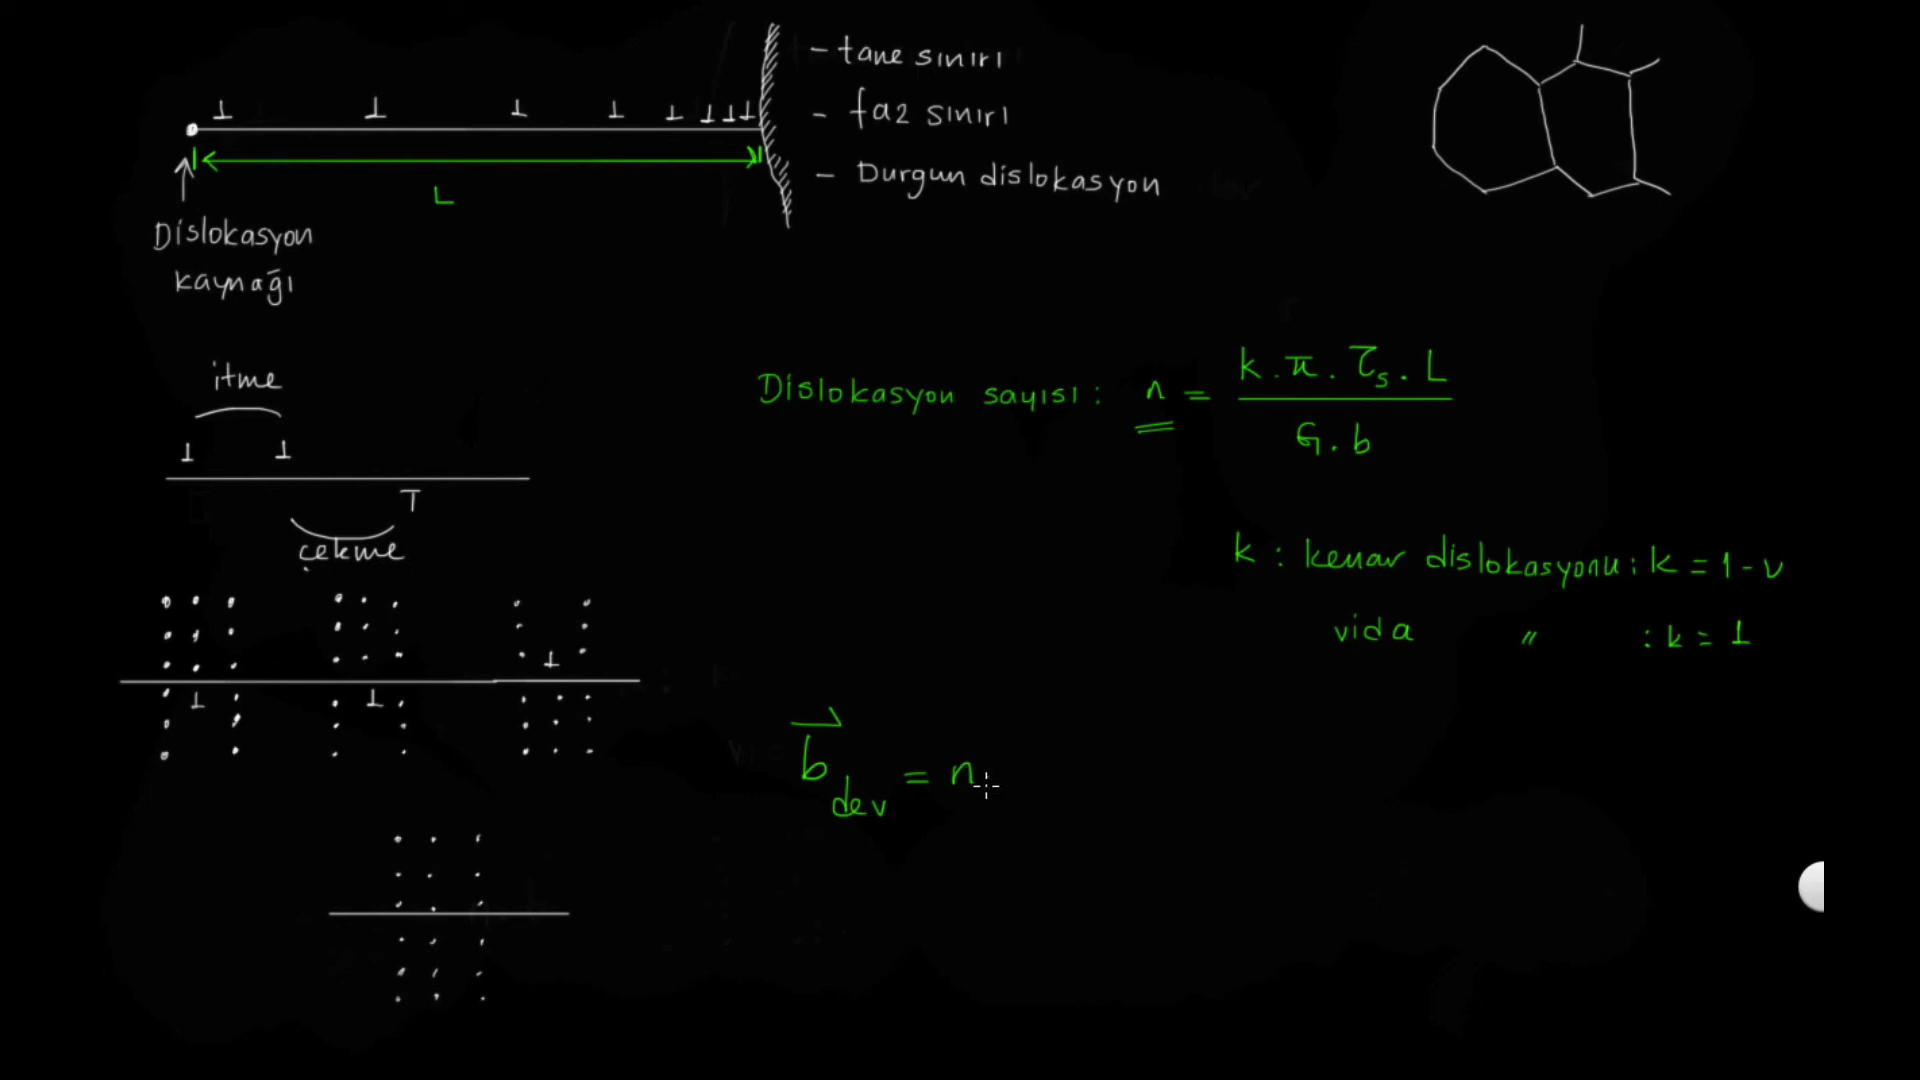 - tane sınırı
- faz sınırı
- Durgun dislokasyon
L
Dislokasyon
kaynağı
itme
çekme
Dislokasyon sayısı: n = k.π.τs.L / G.b
k : kenar dislokasyonu: k = 1-ν
vida " : k = 1
b⃗dev = n